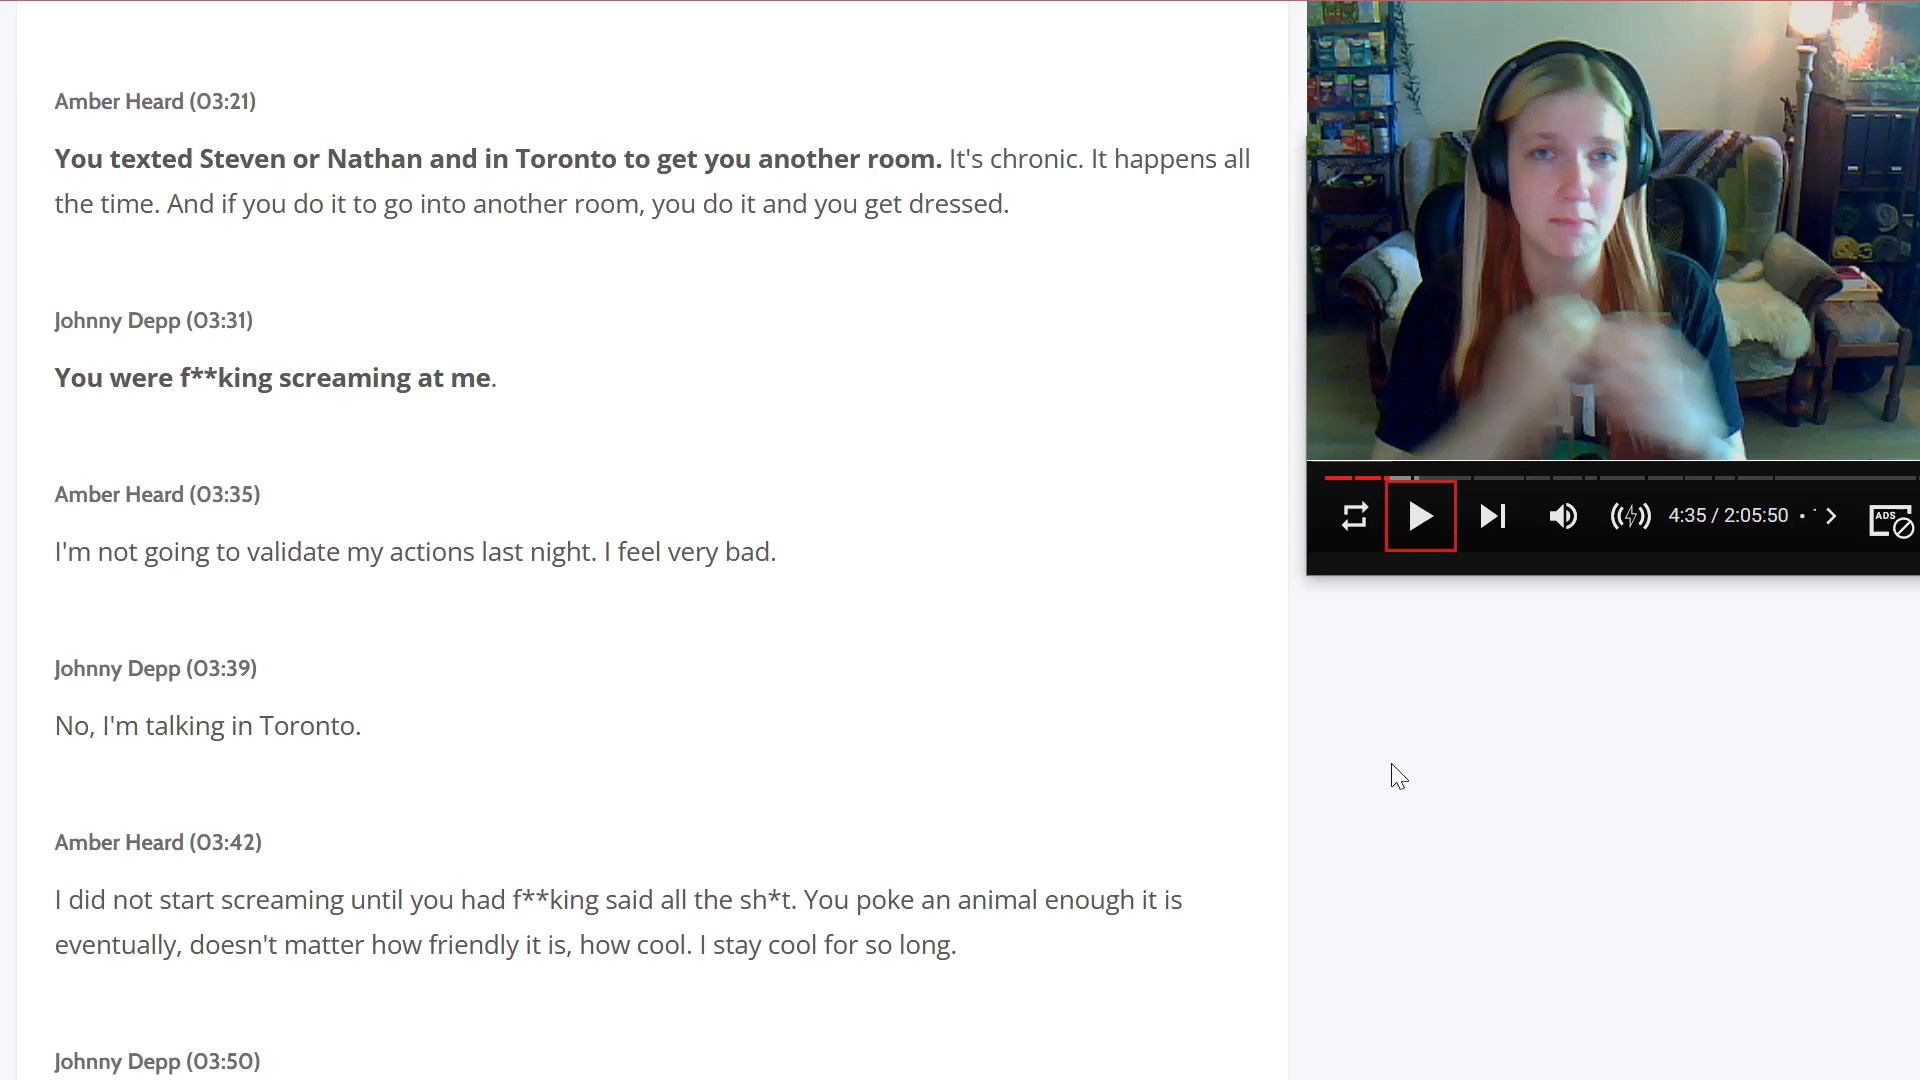 Amber Heard (03:21)
You texted Steven or Nathan and in Toronto to get you another room. It's chronic. It happens all
the time. And if you do it to go into another room, you do it and you get dressed.
Johnny Depp (03:31)
You were f**king screaming at me.
Amber Heard (03:35)
I'm not going to validate my actions last night. I feel very bad.
Johnny Depp (03:39)
No, I'm talking in Toronto.
Amber Heard (03:42)
I did not start screaming until you had f**king said all the sh*t. You poke an animal enough it is
eventually, doesn't matter how friendly it is, how cool. I stay cool for so long.
Johnny Depp (03:50)
4:35 / 2:05:50
ADS